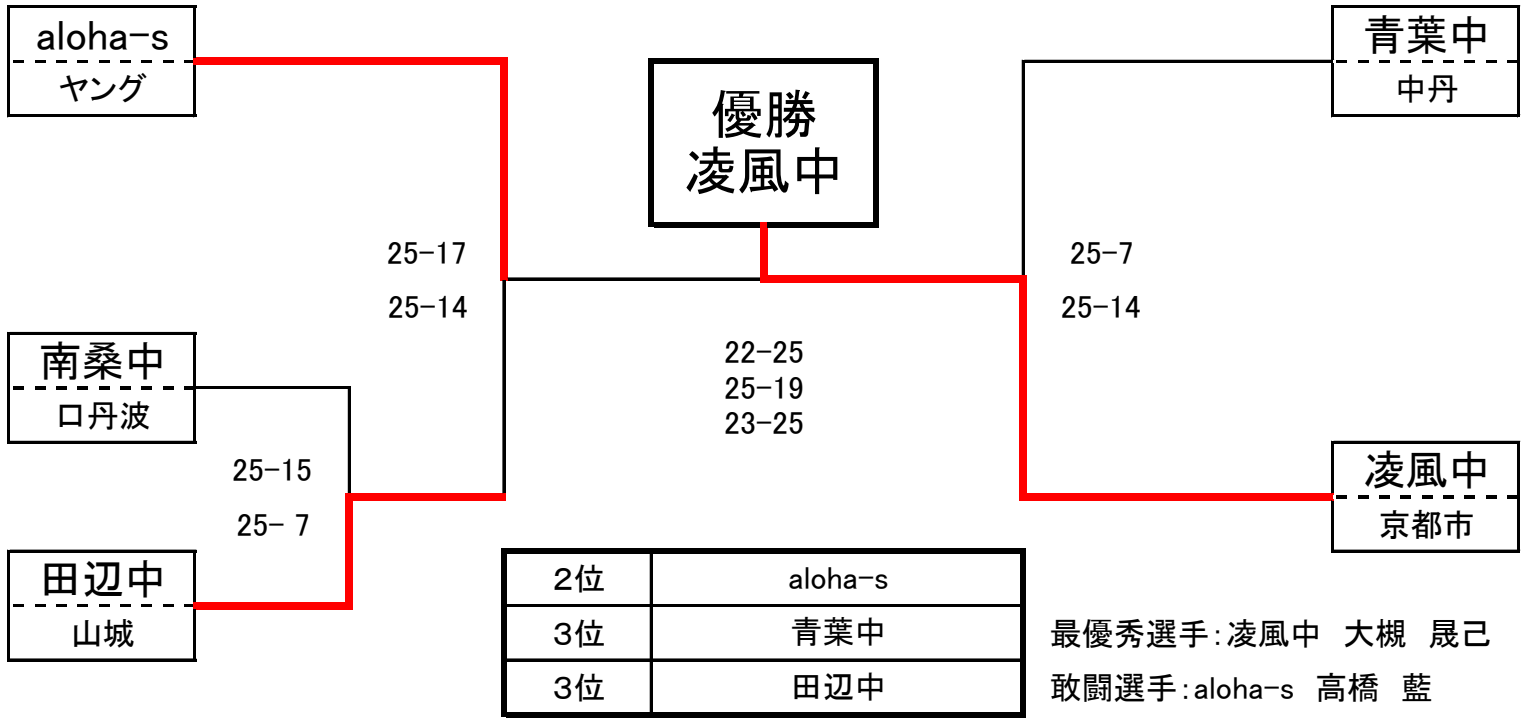 aloha-s
ヤング
青葉中
中丹
優勝
凌風中
25-17
25-14
25-7
25-14
南桑中
口丹波
22-25
25-19
23-25
25-15
25- 7
凌風中
京都市
田辺中
山城
2位 aloha-s
3位 青葉中
3位 田辺中
最優秀選手:凌風中 大槻 晟己
敢闘選手:aloha-s 高橋 藍